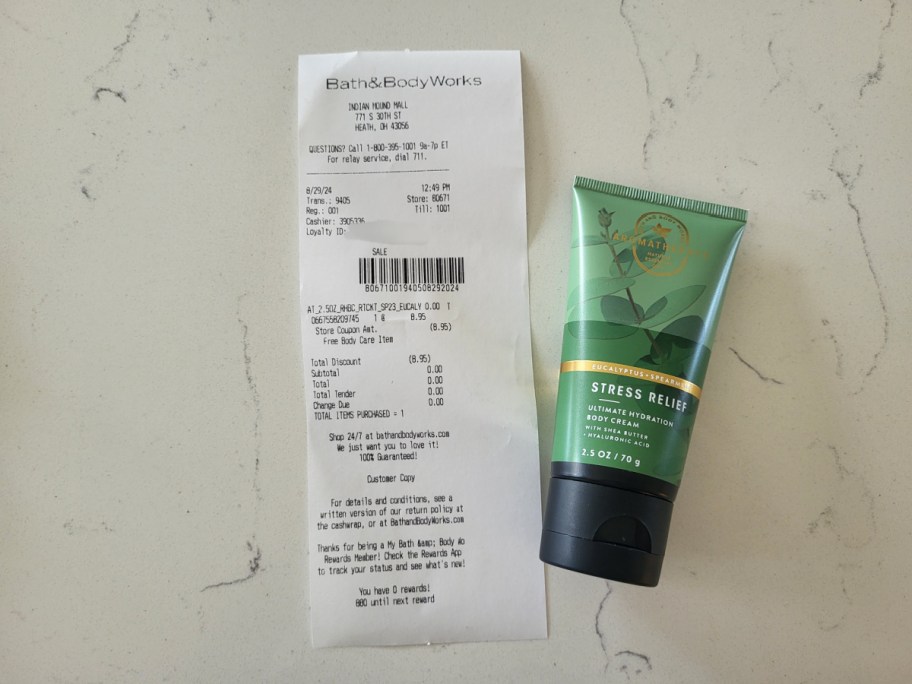 Bath&BodyWorks
INDIAN MOUND MALL
771 S 30TH ST
HEATH, OH 43056
QUESTIONS? Call 1-800-395-1001 9a-7p ET
For relay service, dial 711.
8/29/24 12:49 PM
Trans.: 9405 Store: 80671
Reg.: 001 Till: 1001
Cashier: 3905336
Loyalty ID:
SALE
80671001940508292024
AT_2.5OZ_RHBC_RTCKT_SP23_EUCALY 0.00 T
0667558209745 1 @ 8.95
Store Coupon Amt. (8.95)
Free Body Care Item
Total Discount (8.95)
Subtotal 0.00
Total 0.00
Total Tender 0.00
Change Due 0.00
TOTAL ITEMS PURCHASED = 1
Shop 24/7 at bathandbodyworks.com
We just want you to love it!
100% Guaranteed!
Customer Copy
For details and conditions, see a
written version of our return policy at
the cashwrap, or at BathandBodyWorks.com
Thanks for being a My Bath &amp; Body Wo
Rewards Member! Check the Rewards App
to track your status and see what's new!
You have 0 rewards!
880 until next reward
EUCALYPTUS • SPEARMINT
STRESS RELIEF
ULTIMATE HYDRATION
BODY CREAM
WITH SHEA BUTTER
+ HYALURONIC ACID
2.5 OZ / 70 g